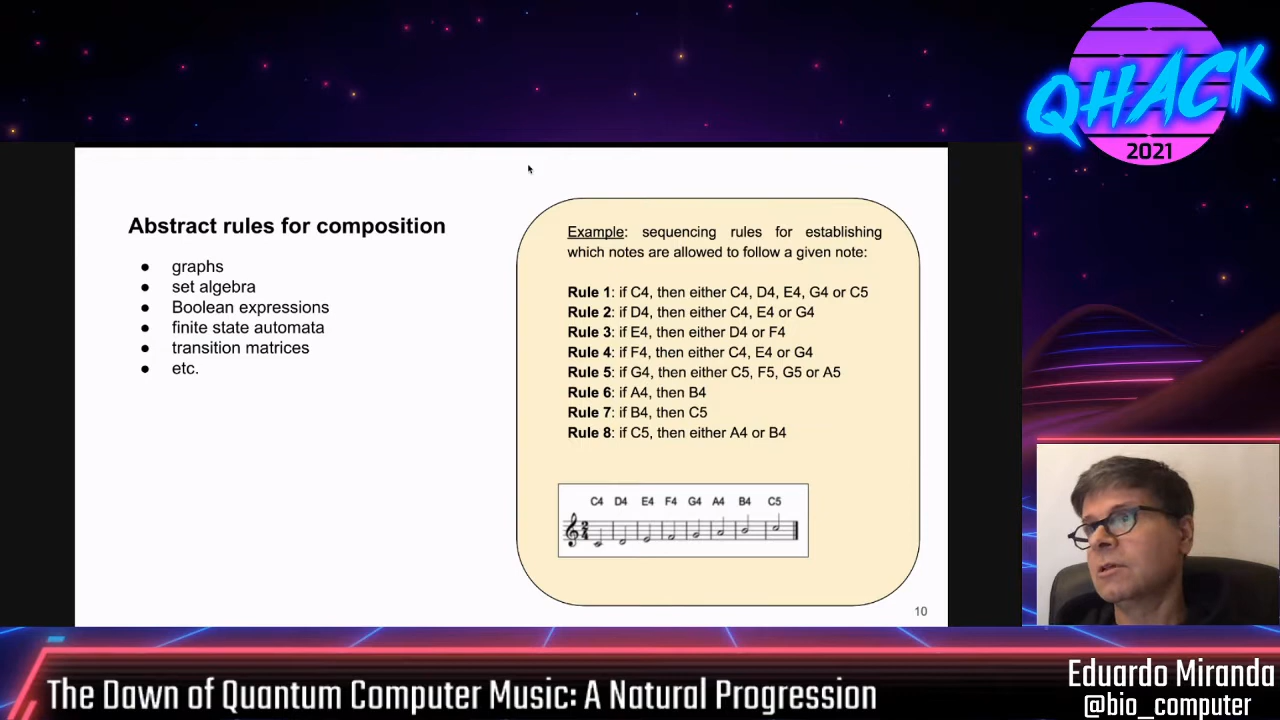 QHACK
2021
Abstract rules for composition
● graphs
● set algebra
● Boolean expressions
● finite state automata
● transition matrices
● etc.
Example: sequencing rules for establishing
which notes are allowed to follow a given note:
Rule 1: if C4, then either C4, D4, E4, G4 or C5
Rule 2: if D4, then either C4, E4 or G4
Rule 3: if E4, then either D4 or F4
Rule 4: if F4, then either C4, E4 or G4
Rule 5: if G4, then either C5, F5, G5 or A5
Rule 6: if A4, then B4
Rule 7: if B4, then C5
Rule 8: if C5, then either A4 or B4
C4 D4 E4 F4 G4 A4 B4 C5
2
4
10
The Dawn of Quantum Computer Music: A Natural Progression
Eduardo Miranda
@bio_computer